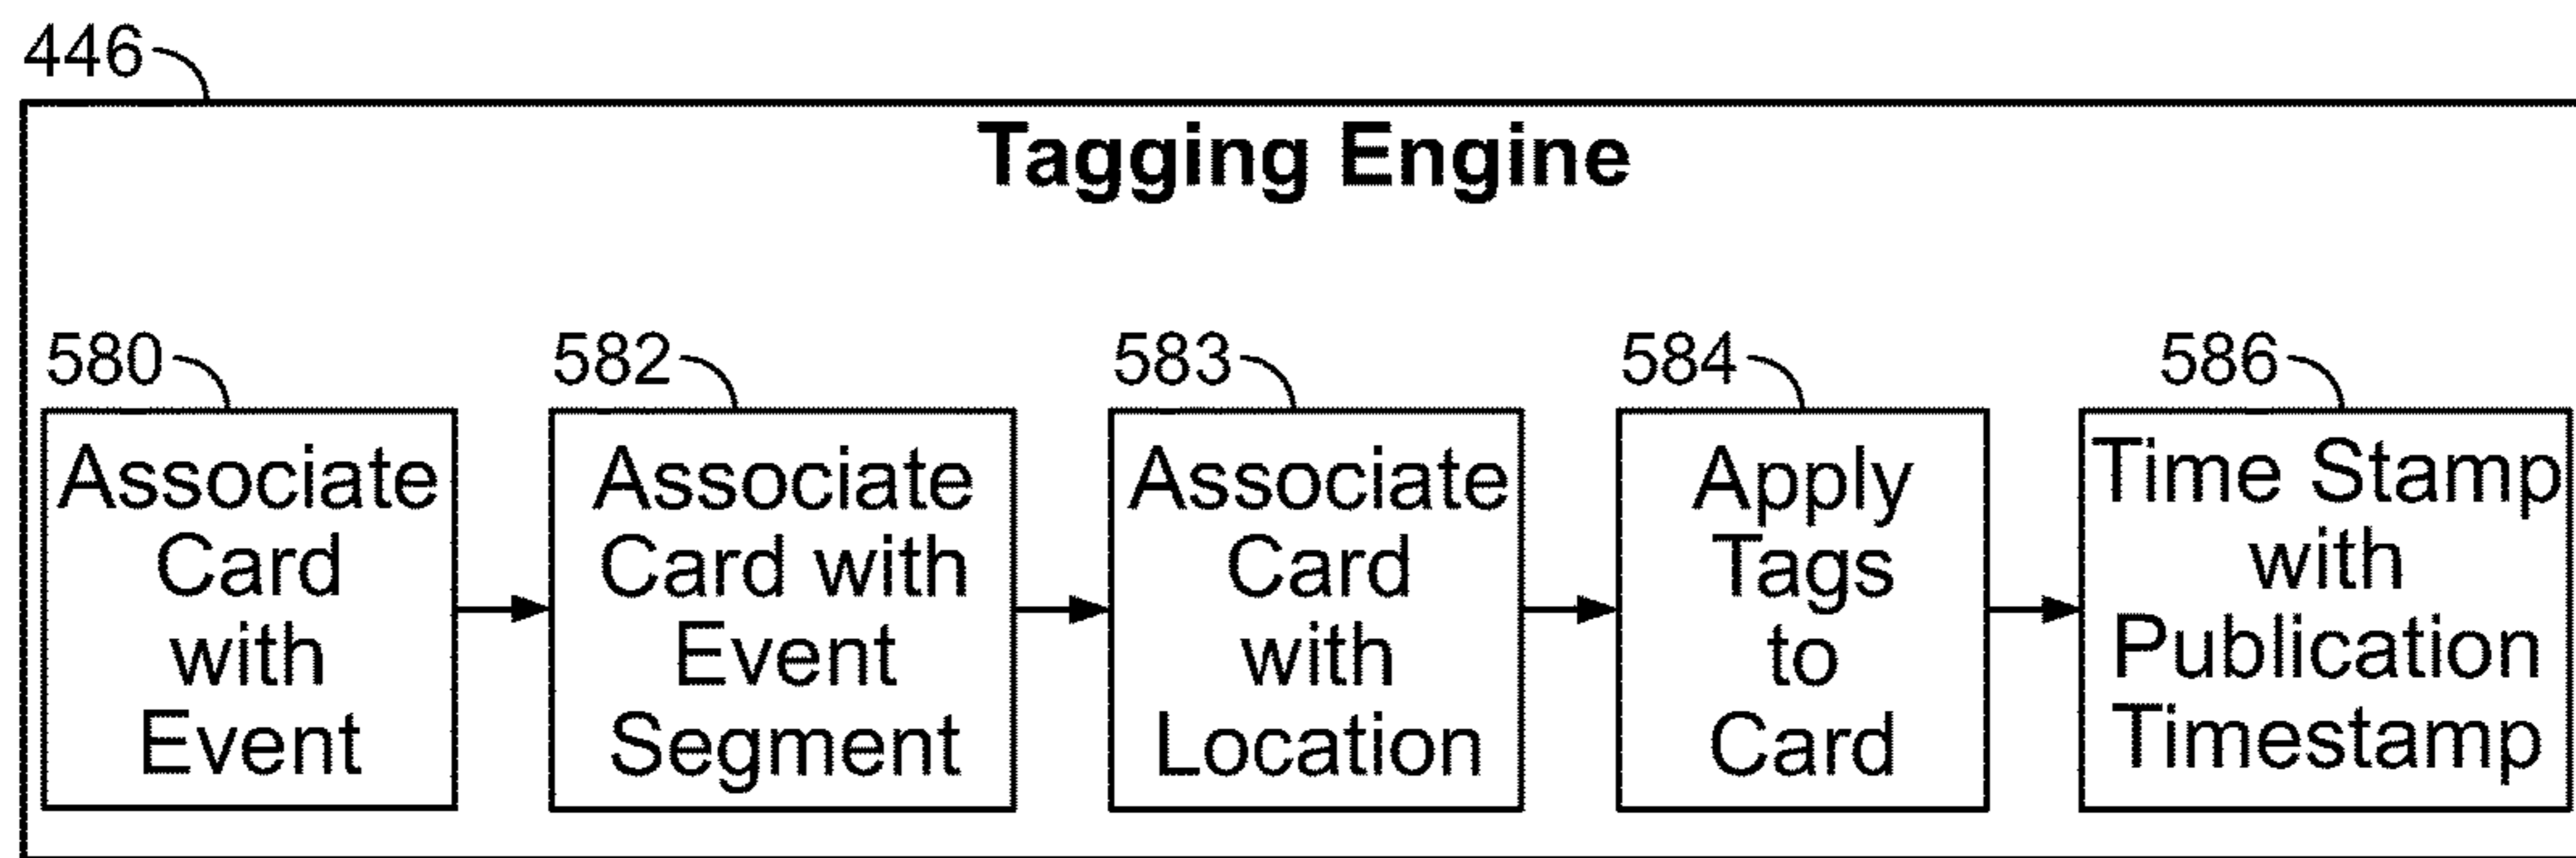 446
Tagging Engine
580
Associate
Card
with
Event
582
Associate
Card with
Event
Segment
583
Associate
Card
with
Location
584
Apply
Tags
to
Card
586
Time Stamp
with
Publication
Timestamp